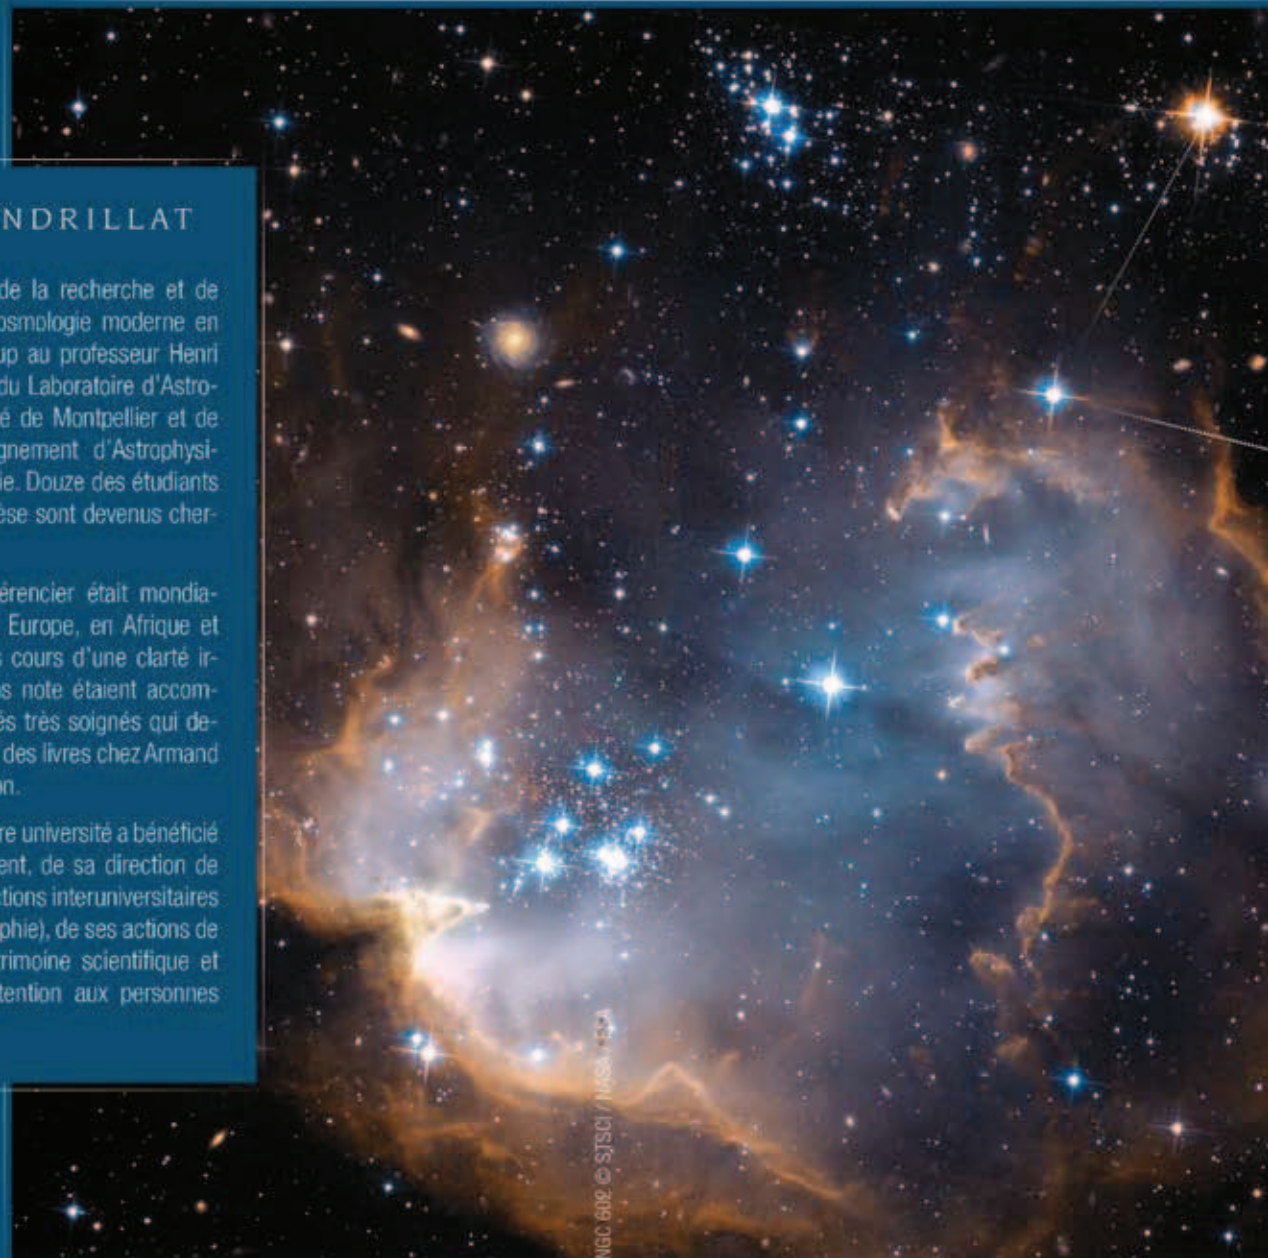 NDRILLAT
de la recherche et de
osmologie moderne en
up au professeur Henri
du Laboratoire d'Astro-
é de Montpellier et de
gnement d'Astrophysi-
ie. Douze des étudiants
èse sont devenus cher-
érencier était mondia-
Europe, en Afrique et
s cours d'une clarté ir-
s note étaient accom-
és très soignés qui de-
des livres chez Armand
on.
re université a bénéficié
ent, de sa direction de
ctions interuniversitaires
phie), de ses actions de
rimoine scientifique et
tention aux personnes
NGC 602 © STSCI / NASA - ESA